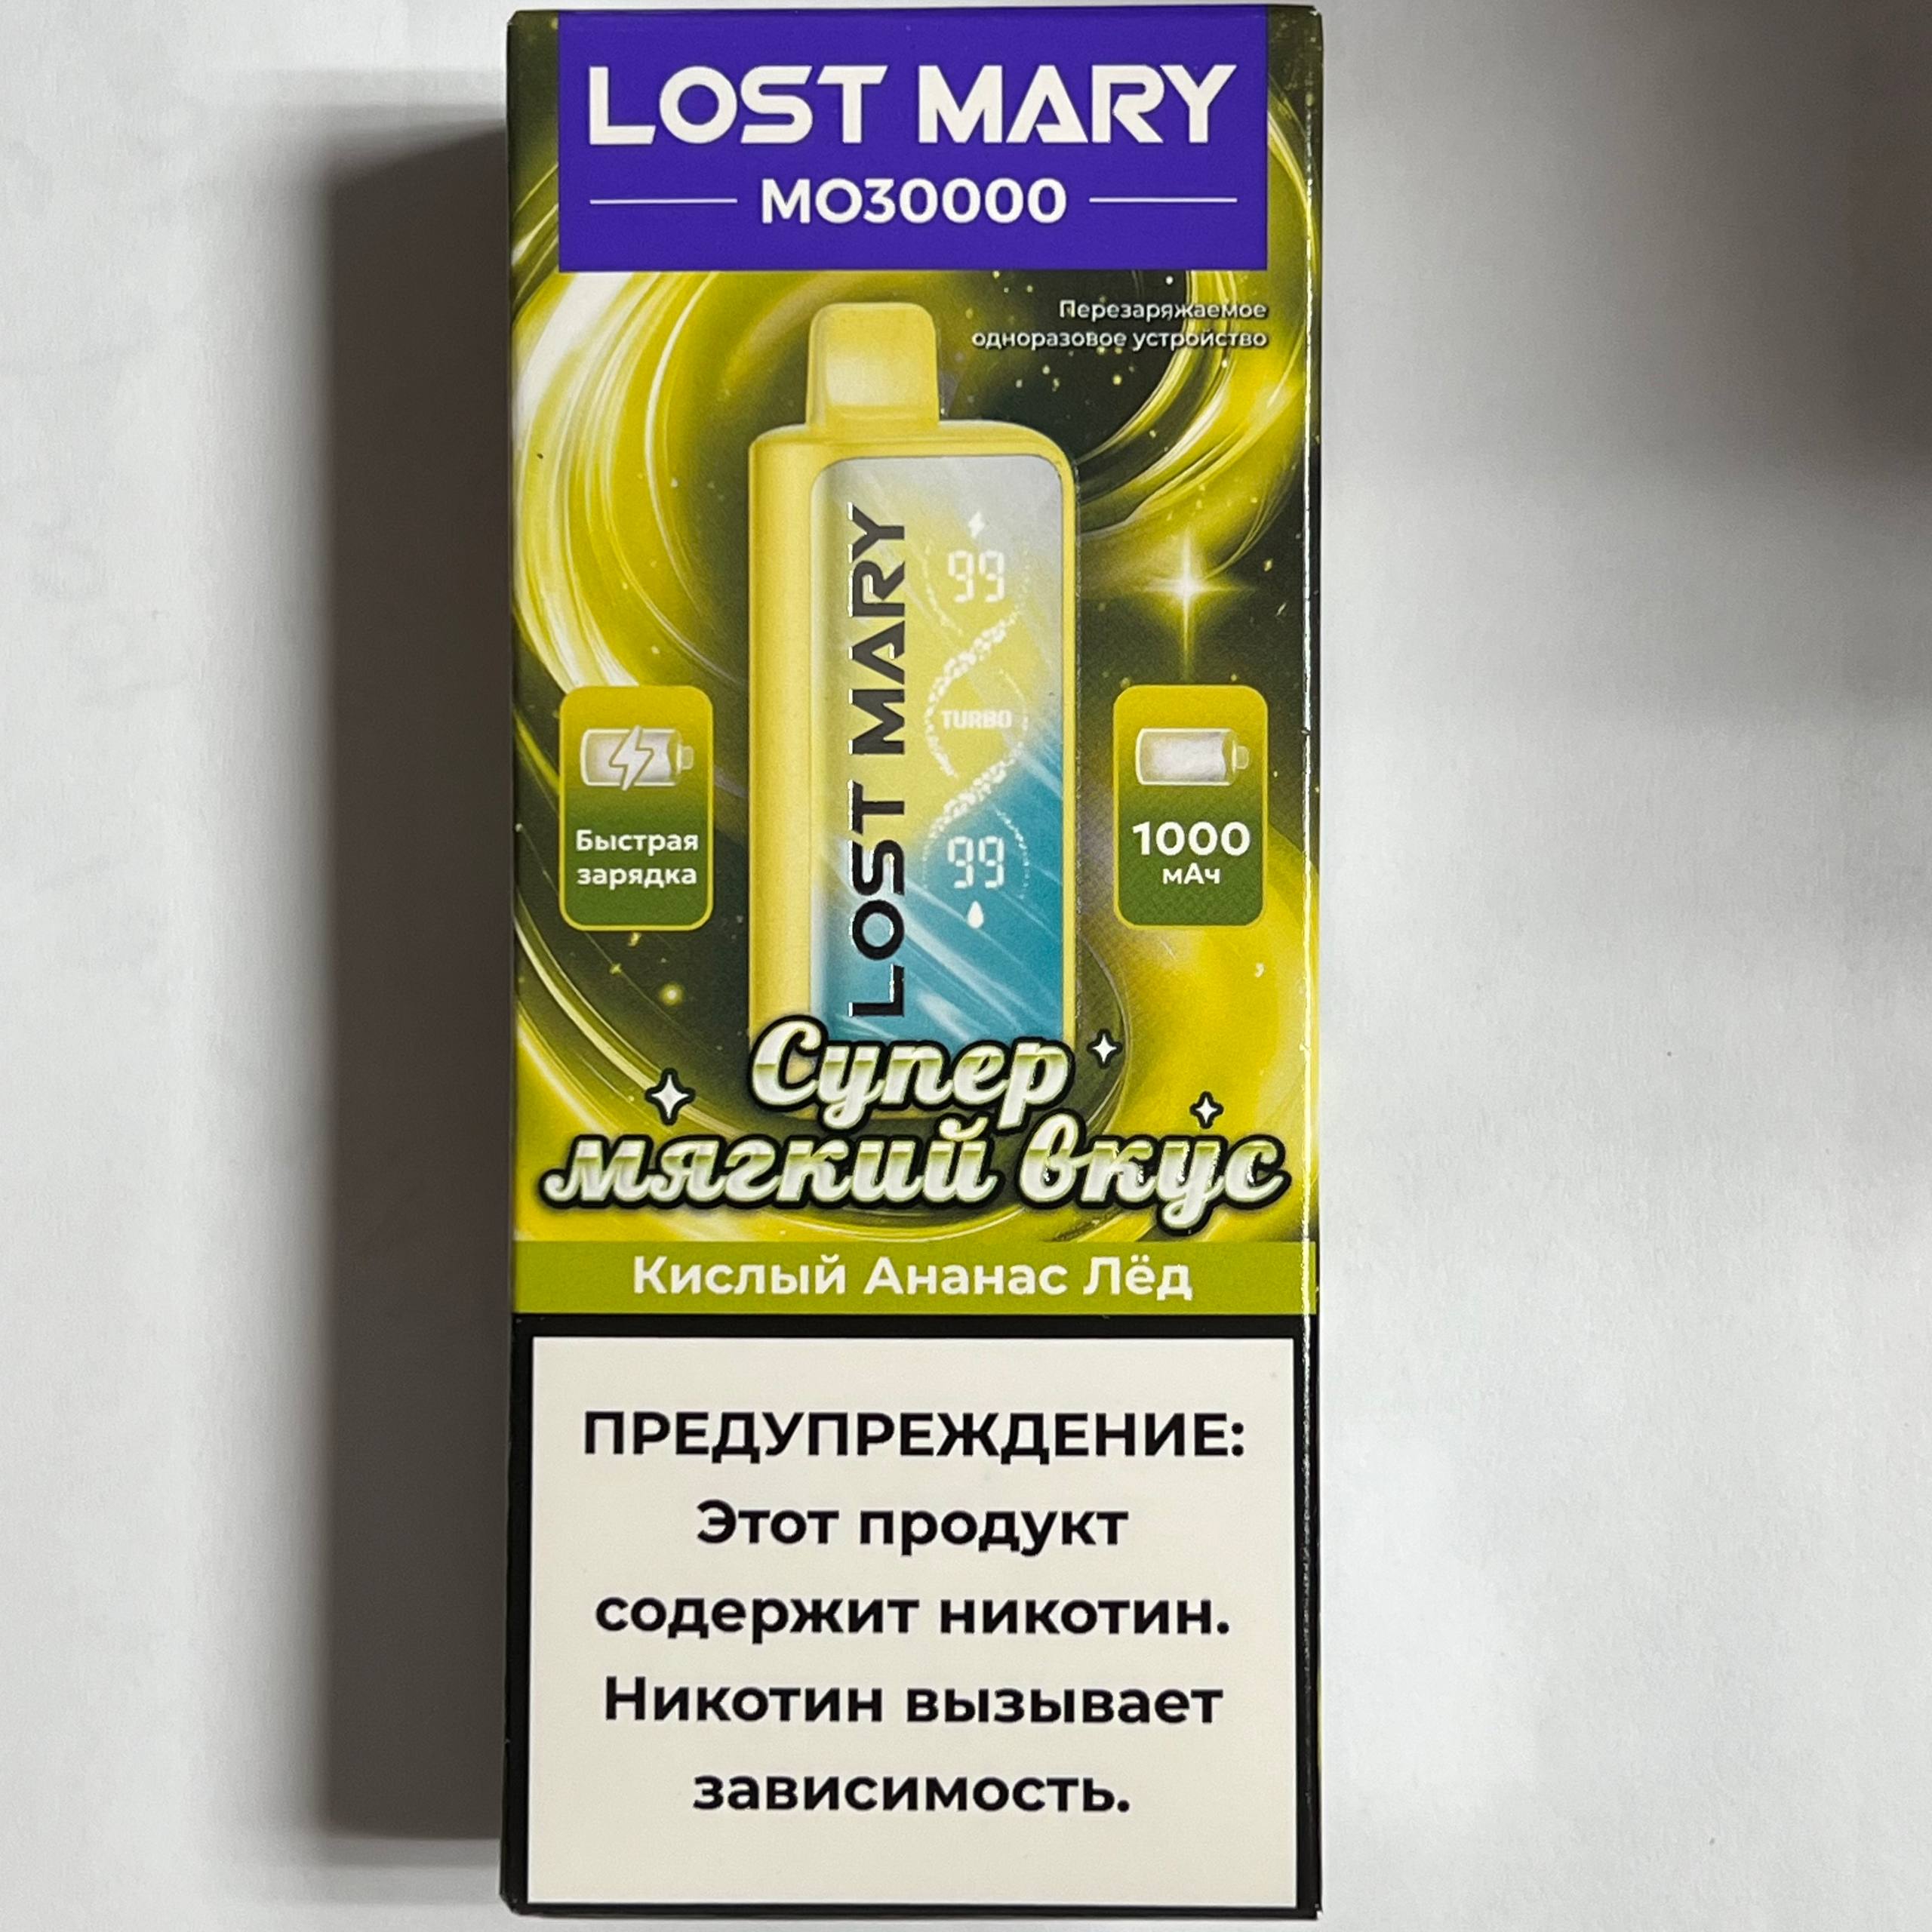 LOST MARY
MO30000
Перезаряжаемое
одноразовое устройство
LOST MARY
99
TURBO
99
Быстрая
зарядка
1000
мАч
Супер
мягкий вкус
Кислый Ананас Лёд
ПРЕДУПРЕЖДЕНИЕ:
Этот продукт
содержит никотин.
Никотин вызывает
зависимость.